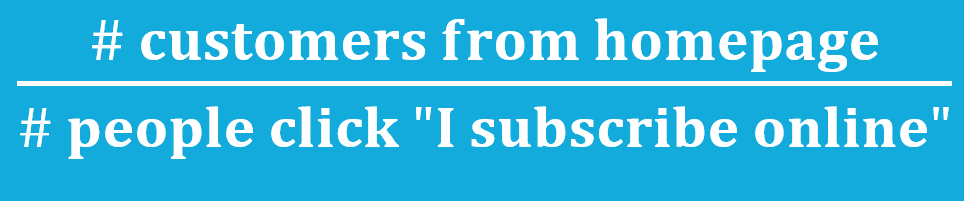 # customers from homepage
# people click "I subscribe online"